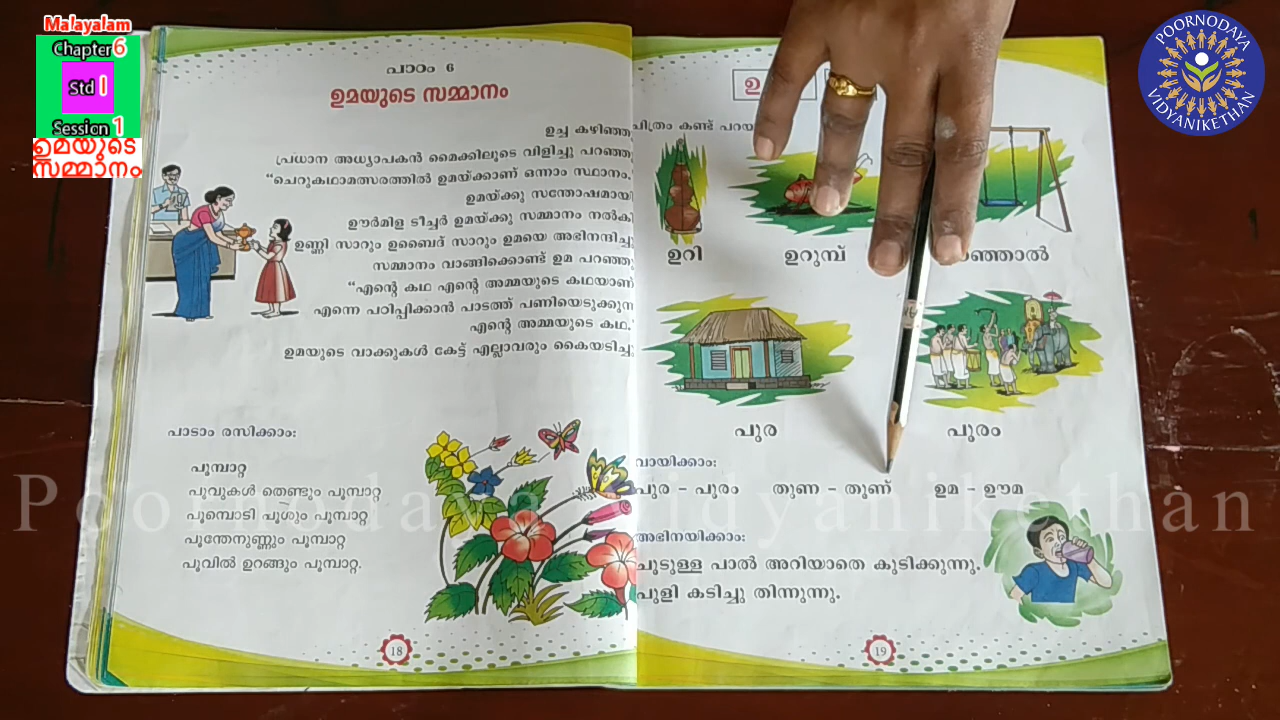 Malayalam
Chapter 6
Std I
Session 1
ഉമയുടെ
സമ്മാനം
POORNODAYA
VIDYANIKETHAN
പാഠം 6
ഉമയുടെ സമ്മാനം
ഉച്ച കഴിഞ്ഞു
പ്രധാന അധ്യാപകൻ മൈക്കിലൂടെ വിളിച്ചു പറഞ്ഞു
“ചെറുകഥാമത്സരത്തിൽ ഉമയ്ക്കാണ് ഒന്നാം സ്ഥാനം.”
ഉമയ്ക്കു സന്തോഷമായി
ഊർമിള ടീച്ചർ ഉമയ്ക്കു സമ്മാനം നൽകി
ഉണ്ണി സാറും ഉബൈദ് സാറും ഉമയെ അഭിനന്ദിച്ചു
സമ്മാനം വാങ്ങിക്കൊണ്ട് ഉമ പറഞ്ഞു
“എന്റെ കഥ എന്റെ അമ്മയുടെ കഥയാണ്
എന്നെ പഠിപ്പിക്കാൻ പാടത്ത് പണിയെടുക്കുന്ന
എന്റെ അമ്മയുടെ കഥ.”
ഉമയുടെ വാക്കുകൾ കേട്ട് എല്ലാവരും കൈയടിച്ചു
പാടാം രസിക്കാം:
പൂമ്പാറ്റ
പൂവുകൾ തെണ്ടും പൂമ്പാറ്റ
പൂമ്പൊടി പൂശും പൂമ്പാറ്റ
പൂന്തേനുണ്ണും പൂമ്പാറ്റ
പൂവിൽ ഉറങ്ങും പൂമ്പാറ്റ.
18
ഉ
ചിത്രം കണ്ട് പറയ
ഉറി ഉറുമ്പ് ഞ്ഞാൽ
പുര പൂരം
വായിക്കാം:
പുര – പൂരം തുണ – തൂണ് ഉമ – ഊമ
അഭിനയിക്കാം:
ചൂടുള്ള പാൽ അറിയാതെ കുടിക്കുന്നു.
പുളി കടിച്ചു തിന്നുന്നു.
19
Poornodaya Vidyanikethan